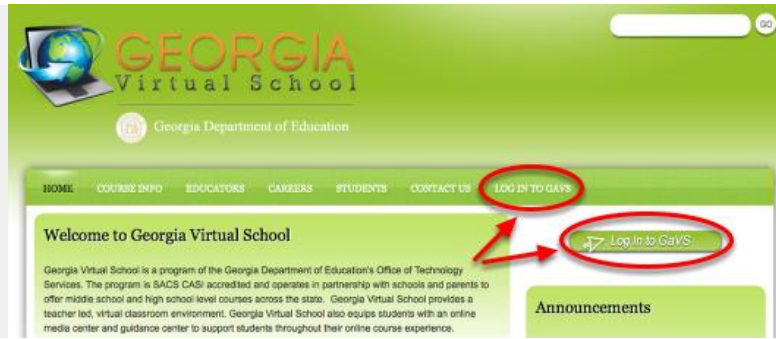 GO
GEORGIA
Virtual School
Georgia Department of Education
HOME COURSE INFO EDUCATORS CAREERS STUDENTS CONTACT US LOG IN TO GAVS
Welcome to Georgia Virtual School
Log In to GaVS
Georgia Virtual School is a program of the Georgia Department of Education's Office of Technology
Services. The program is SACS CASI accredited and operates in partnership with schools and parents to
offer middle school and high school level courses across the state. Georgia Virtual School provides a
teacher led, virtual classroom environment. Georgia Virtual School also equips students with an online
media center and guidance center to support students throughout their online course experience.
Announcements